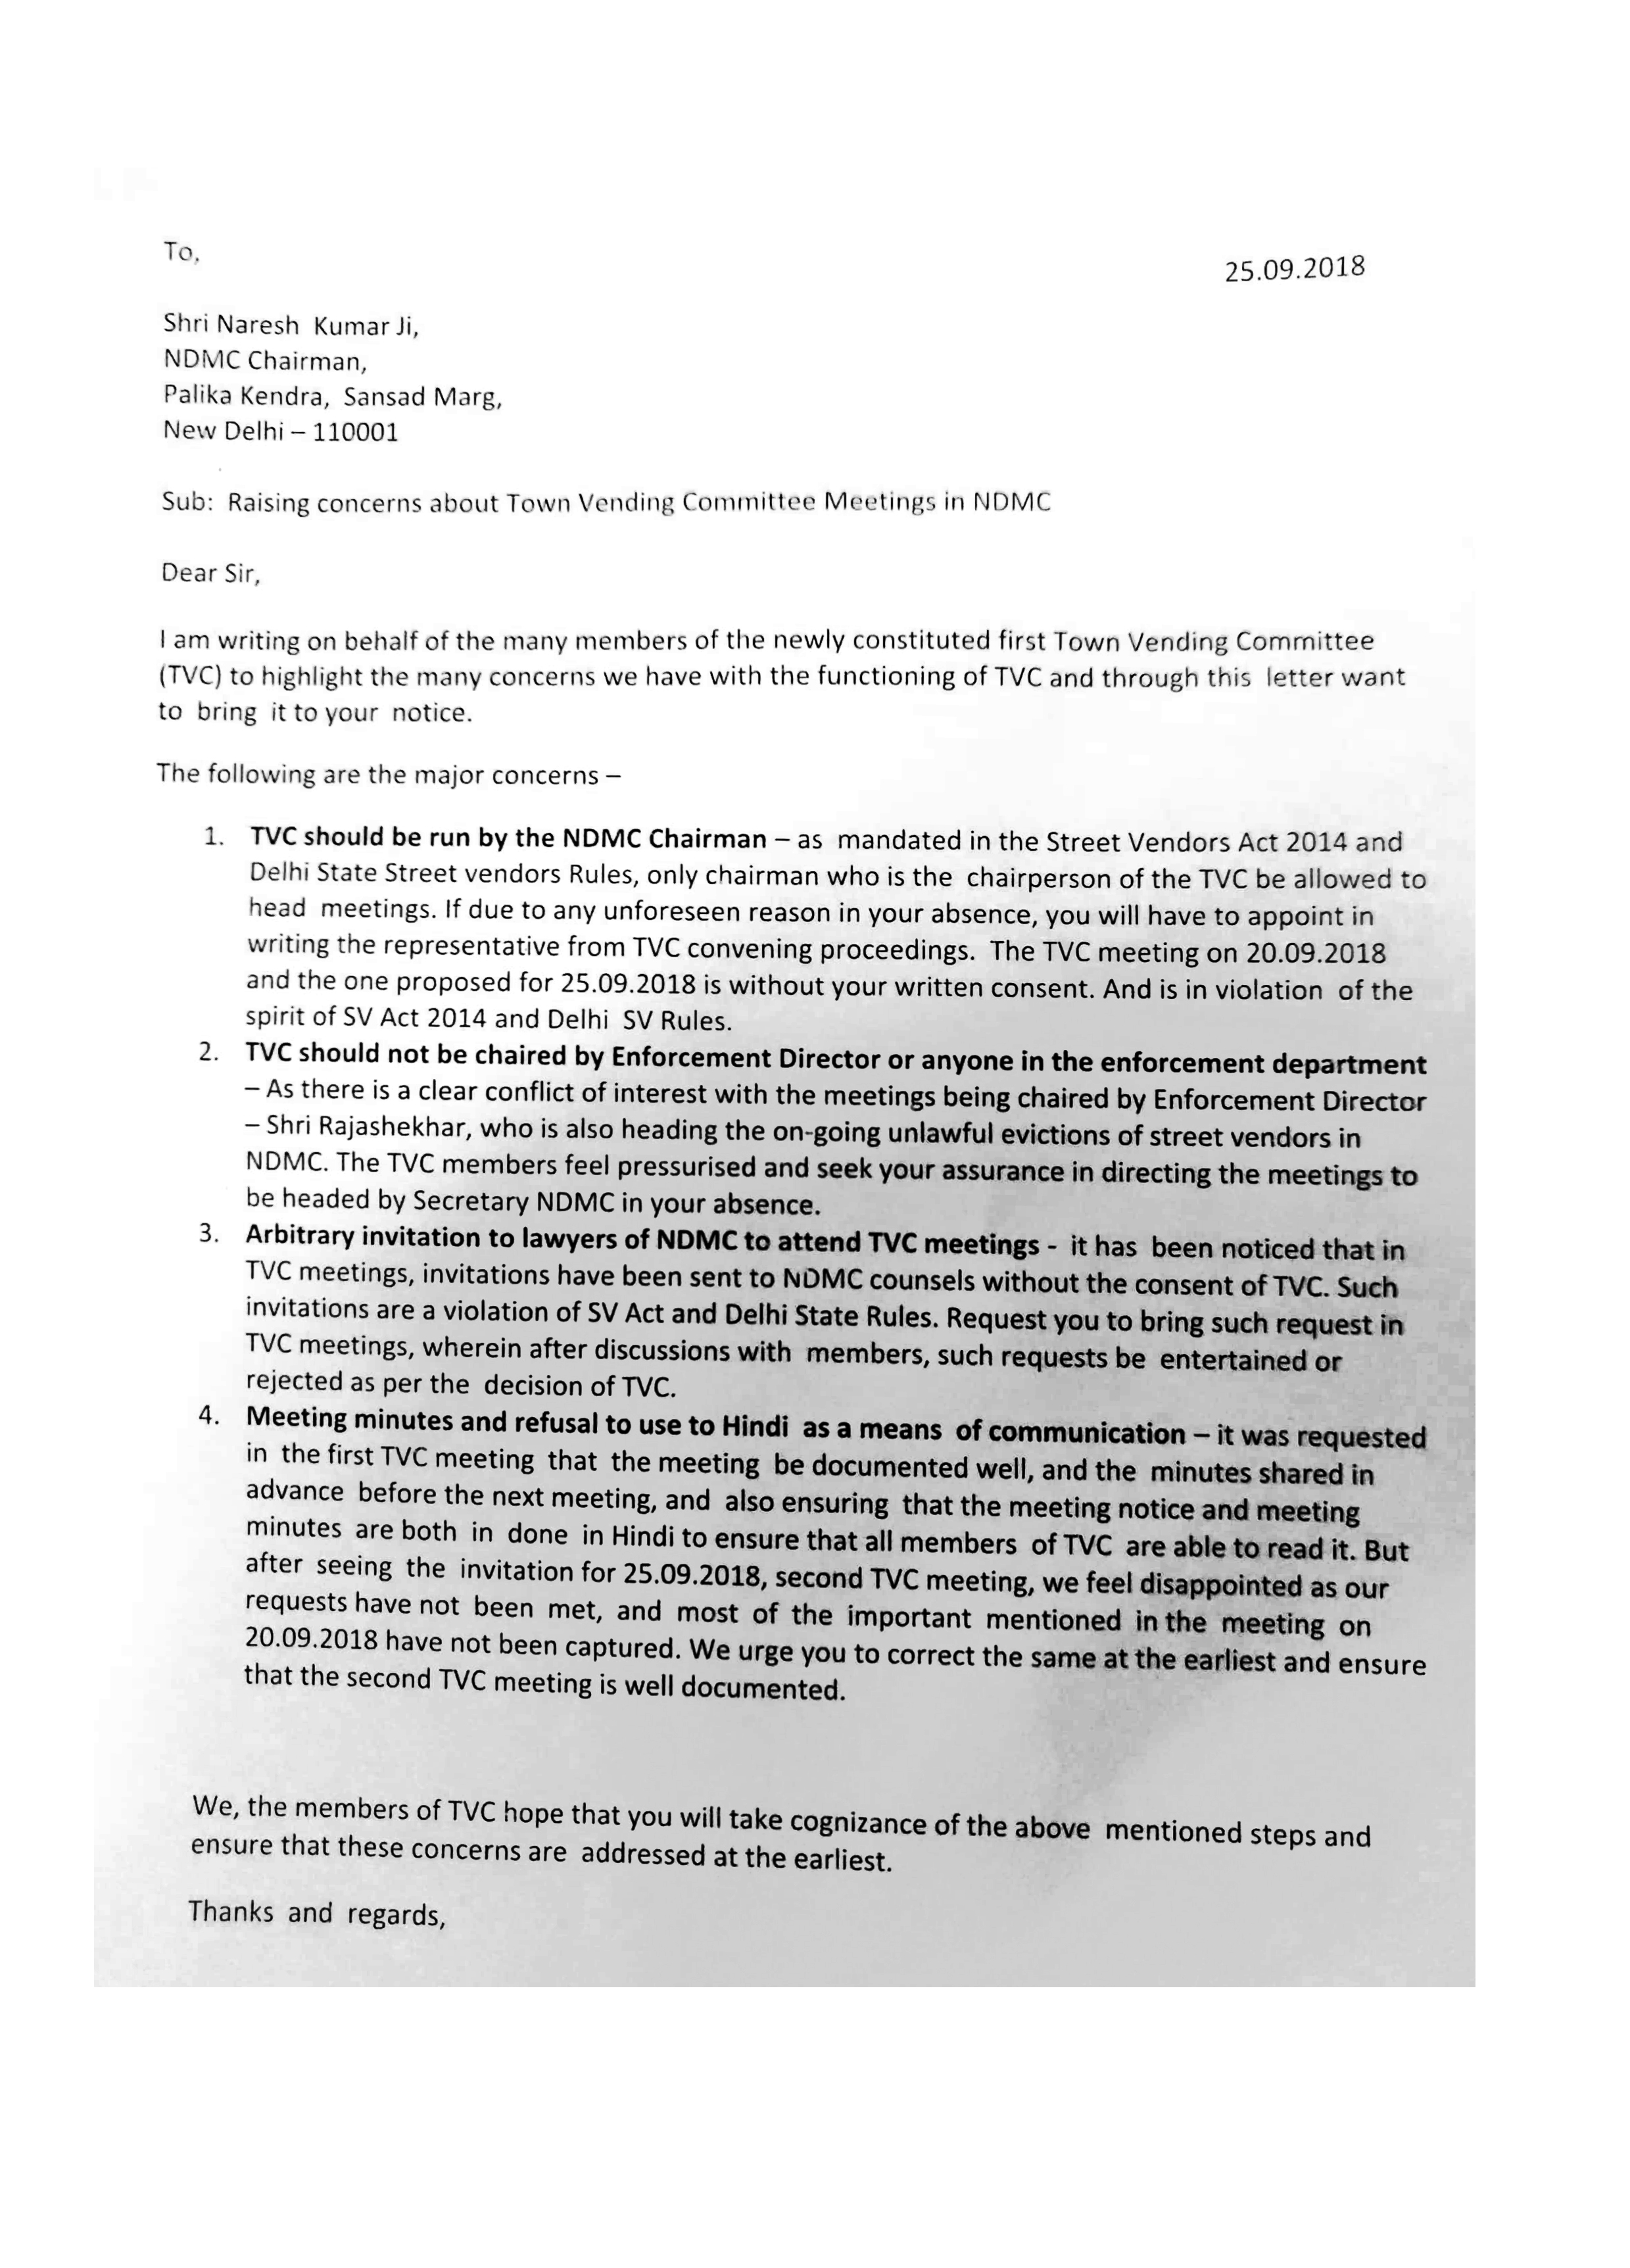 To,
25.09.2018
Shri Naresh Kumar Ji,
NDMC Chairman,
Palika Kendra, Sansad Marg,
New Delhi – 110001
Sub: Raising concerns about Town Vending Committee Meetings in NDMC
Dear Sir,
I am writing on behalf of the many members of the newly constituted first Town Vending Committee
(TVC) to highlight the many concerns we have with the functioning of TVC and through this letter want
to bring it to your notice.
The following are the major concerns –
1. TVC should be run by the NDMC Chairman – as mandated in the Street Vendors Act 2014 and
Delhi State Street vendors Rules, only chairman who is the chairperson of the TVC be allowed to
head meetings. If due to any unforeseen reason in your absence, you will have to appoint in
writing the representative from TVC convening proceedings. The TVC meeting on 20.09.2018
and the one proposed for 25.09.2018 is without your written consent. And is in violation of the
spirit of SV Act 2014 and Delhi SV Rules.
2. TVC should not be chaired by Enforcement Director or anyone in the enforcement department
– As there is a clear conflict of interest with the meetings being chaired by Enforcement Director
– Shri Rajashekhar, who is also heading the on-going unlawful evictions of street vendors in
NDMC. The TVC members feel pressurised and seek your assurance in directing the meetings to
be headed by Secretary NDMC in your absence.
3. Arbitrary invitation to lawyers of NDMC to attend TVC meetings - it has been noticed that in
TVC meetings, invitations have been sent to NDMC counsels without the consent of TVC. Such
invitations are a violation of SV Act and Delhi State Rules. Request you to bring such request in
TVC meetings, wherein after discussions with members, such requests be entertained or
rejected as per the decision of TVC.
4. Meeting minutes and refusal to use to Hindi as a means of communication – it was requested
in the first TVC meeting that the meeting be documented well, and the minutes shared in
advance before the next meeting, and also ensuring that the meeting notice and meeting
minutes are both in done in Hindi to ensure that all members of TVC are able to read it. But
after seeing the invitation for 25.09.2018, second TVC meeting, we feel disappointed as our
requests have not been met, and most of the important mentioned in the meeting on
20.09.2018 have not been captured. We urge you to correct the same at the earliest and ensure
that the second TVC meeting is well documented.
We, the members of TVC hope that you will take cognizance of the above mentioned steps and
ensure that these concerns are addressed at the earliest.
Thanks and regards,